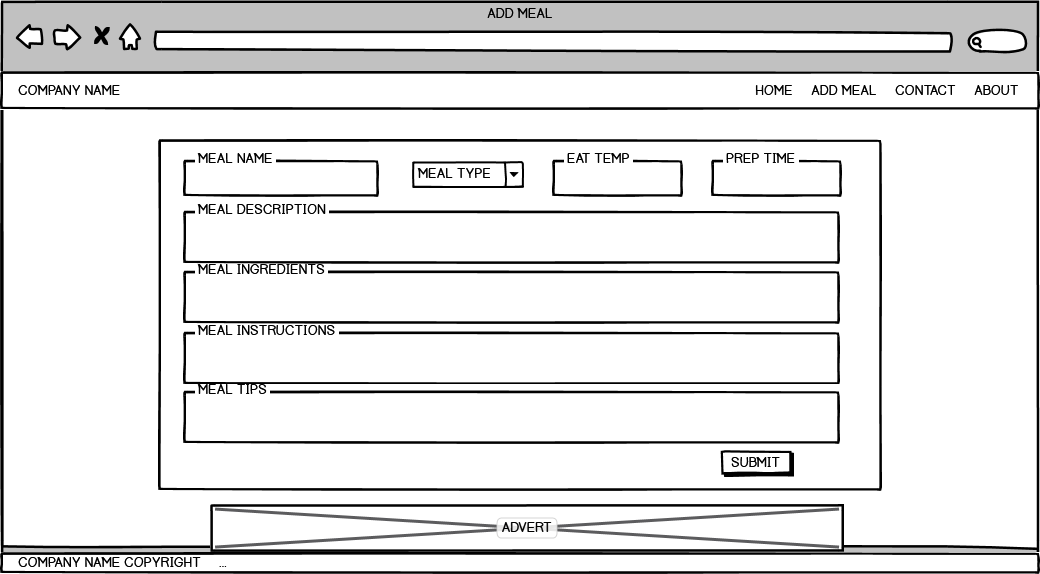 ADD MEAL
COMPANY NAME HOME ADD MEAL CONTACT ABOUT
MEAL NAME MEAL TYPE EAT TEMP PREP TIME
MEAL DESCRIPTION
MEAL INGREDIENTS
MEAL INSTRUCTIONS
MEAL TIPS
SUBMIT
ADVERT
COMPANY NAME COPYRIGHT ...